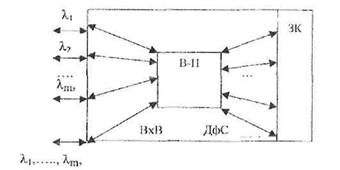 λ₁
ЗК
λ₂
В-П
....
...
λm,
ВхВ
ДфС
.....
λ₁,....., λm,